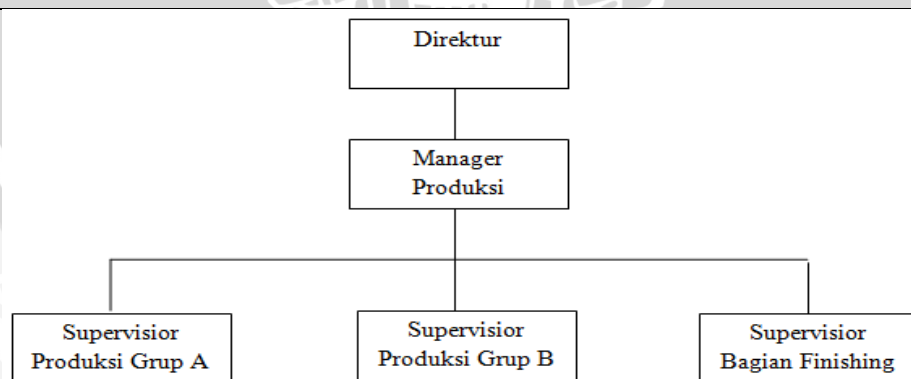 Direktur
Manager
Produksi
Supervisior
Produksi Grup A
Supervisior
Produksi Grup B
Supervisior
Bagian Finishing